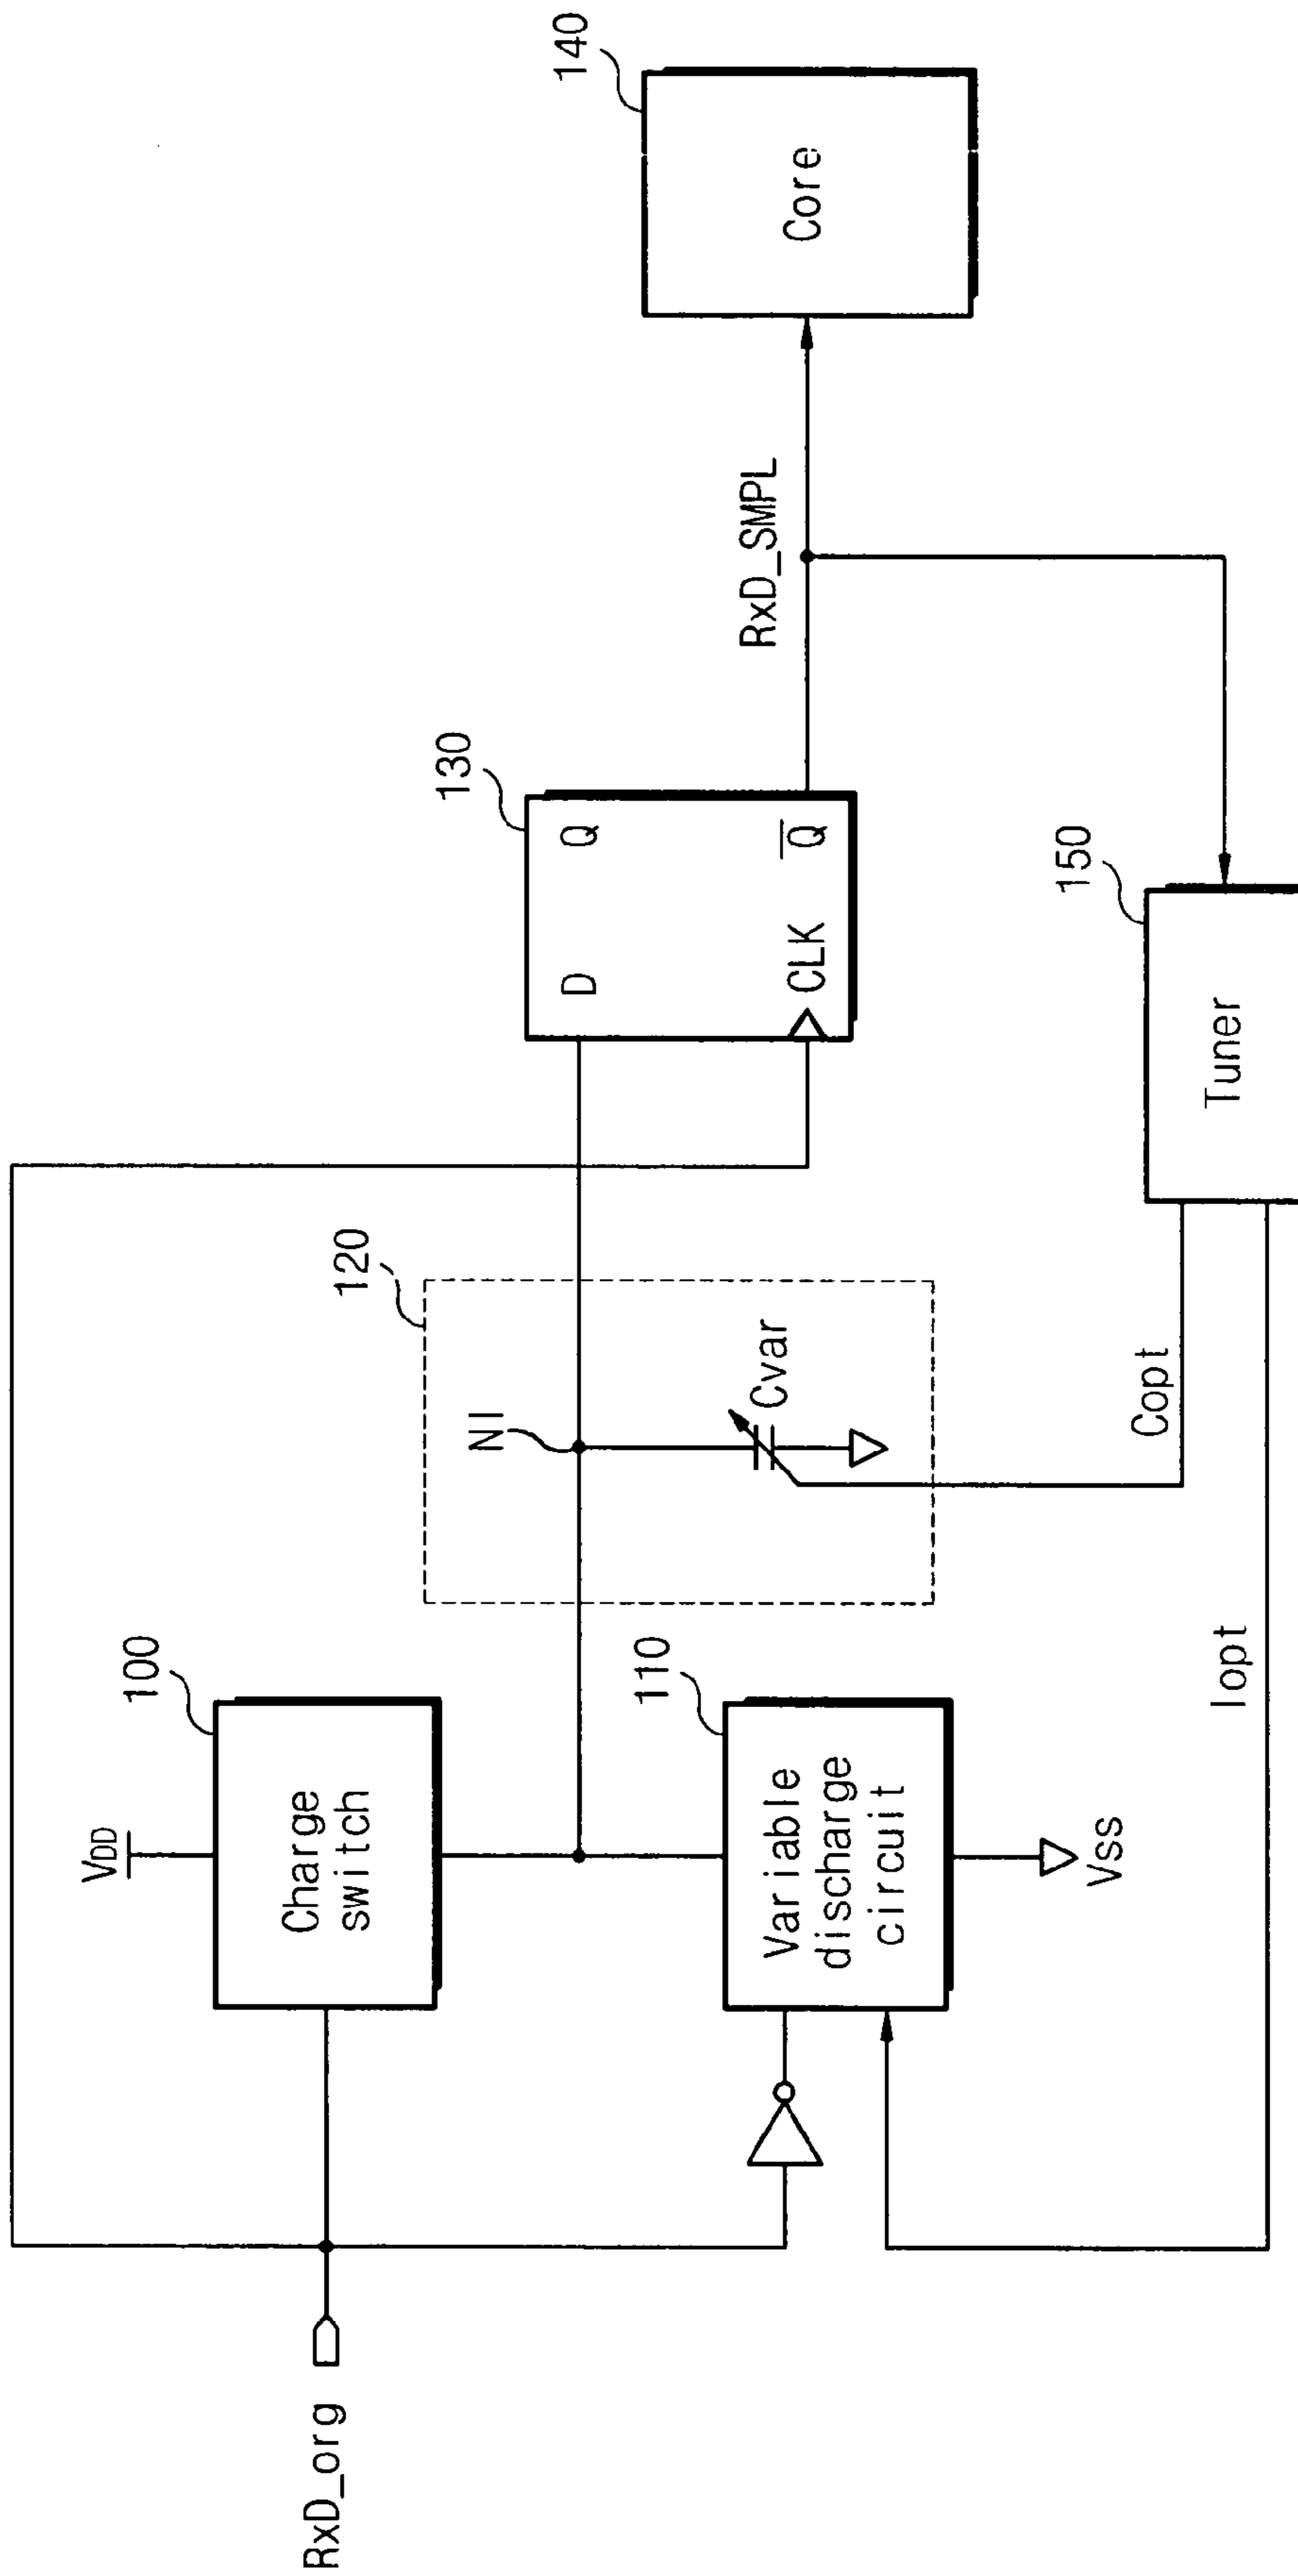 RxD_org
VDD
100
Charge
switch
110
Variable
discharge
circuit
Vss
120
NI
Cvar
130
D
Q
CLK
Q̅
RxD_SMPL
140
Core
150
Tuner
Copt
Iopt